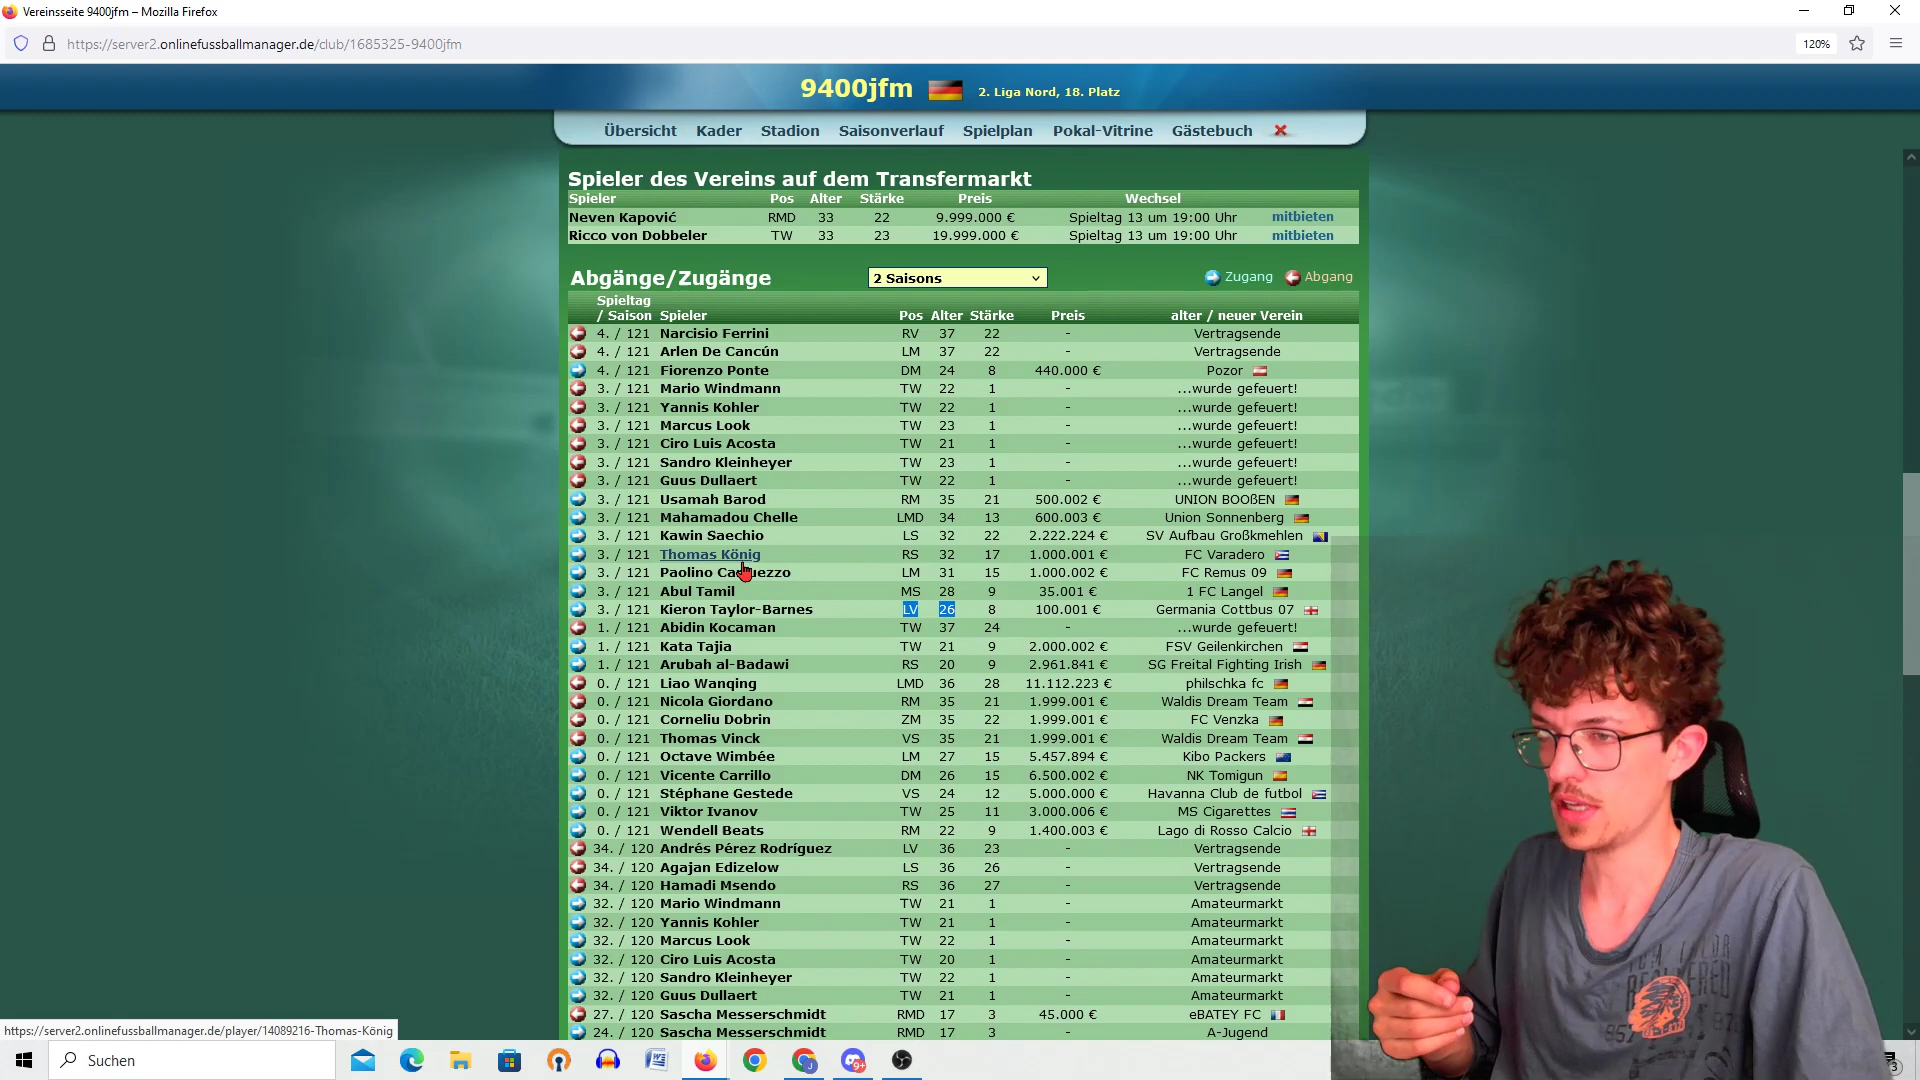 Vereinsseite 9400jfm – Mozilla Firefox
https://server2.onlinefussballmanager.de/club/1685325-9400jfm
120%
9400jfm 2. Liga Nord, 18. Platz
Übersicht Kader Stadion Saisonverlauf Spielplan Pokal-Vitrine Gästebuch
Spieler des Vereins auf dem Transfermarkt
Spieler Pos Alter Stärke Preis Wechsel
Neven Kapović RMD 33 22 9.999.000 € Spieltag 13 um 19:00 Uhr mitbieten
Ricco von Dobbeler TW 33 23 19.999.000 € Spieltag 13 um 19:00 Uhr mitbieten
Abgänge/Zugänge 2 Saisons Zugang Abgang
Spieltag
/ Saison Spieler Pos Alter Stärke Preis alter / neuer Verein
4. / 121 Narcisio Ferrini RV 37 22 - Vertragsende
4. / 121 Arlen De Cancún LM 37 22 - Vertragsende
4. / 121 Fiorenzo Ponte DM 24 8 440.000 € Pozor
3. / 121 Mario Windmann TW 22 1 - ...wurde gefeuert!
3. / 121 Yannis Kohler TW 22 1 - ...wurde gefeuert!
3. / 121 Marcus Look TW 23 1 - ...wurde gefeuert!
3. / 121 Ciro Luis Acosta TW 21 1 - ...wurde gefeuert!
3. / 121 Sandro Kleinheyer TW 23 1 - ...wurde gefeuert!
3. / 121 Guus Dullaert TW 22 1 - ...wurde gefeuert!
3. / 121 Usamah Barod RM 35 21 500.002 € UNION BOOßEN
3. / 121 Mahamadou Chelle LMD 34 13 600.003 € Union Sonnenberg
3. / 121 Kawin Saechio LS 32 22 2.222.224 € SV Aufbau Großkmehlen
3. / 121 Thomas König RS 32 17 1.000.001 € FC Varadero
3. / 121 Paolino LM 31 15 1.000.002 € FC Remus 09
3. / 121 Abul Tamil MS 28 9 35.001 € 1 FC Langel
3. / 121 Kieron Taylor-Barnes LV 26 8 100.001 € Germania Cottbus 07
1. / 121 Abidin Kocaman TW 37 24 - ...wurde gefeuert!
1. / 121 Kata Tajia TW 21 9 2.000.002 € FSV Geilenkirchen
1. / 121 Arubah al-Badawi RS 20 9 2.961.841 € SG Freital Fighting Irish
0. / 121 Liao Wanqing LMD 36 28 11.112.223 € philschka fc
0. / 121 Nicola Giordano RM 35 21 1.999.001 € Waldis Dream Team
0. / 121 Corneliu Dobrin ZM 35 22 1.999.001 € FC Venzka
0. / 121 Thomas Vinck VS 35 21 1.999.001 € Waldis Dream Team
0. / 121 Octave Wimbée LM 27 15 5.457.894 € Kibo Packers
0. / 121 Vicente Carrillo DM 26 15 6.500.002 € NK Tomigun
0. / 121 Stéphane Gestede VS 24 12 5.000.000 € Havanna Club de futbol
0. / 121 Viktor Ivanov TW 25 11 3.000.006 € MS Cigarettes
0. / 121 Wendell Beats RM 22 9 1.400.003 € Lago di Rosso Calcio
34. / 120 Andrés Pérez Rodríguez LV 36 23 - Vertragsende
34. / 120 Agajan Edizelow LS 36 26 - Vertragsende
34. / 120 Hamadi Msendo RS 36 27 - Vertragsende
32. / 120 Mario Windmann TW 21 1 - Amateurmarkt
32. / 120 Yannis Kohler TW 21 1 - Amateurmarkt
32. / 120 Marcus Look TW 22 1 - Amateurmarkt
32. / 120 Ciro Luis Acosta TW 20 1 - Amateurmarkt
32. / 120 Sandro Kleinheyer TW 22 1 - Amateurmarkt
32. / 120 Guus Dullaert TW 21 1 - Amateurmarkt
27. / 120 Sascha Messerschmidt RMD 17 3 45.000 € eBATEY FC
24. / 120 Sascha Messerschmidt RMD 17 3 - A-Jugend
https://server2.onlinefussballmanager.de/player/14089216-Thomas-König
Suchen
9+
3